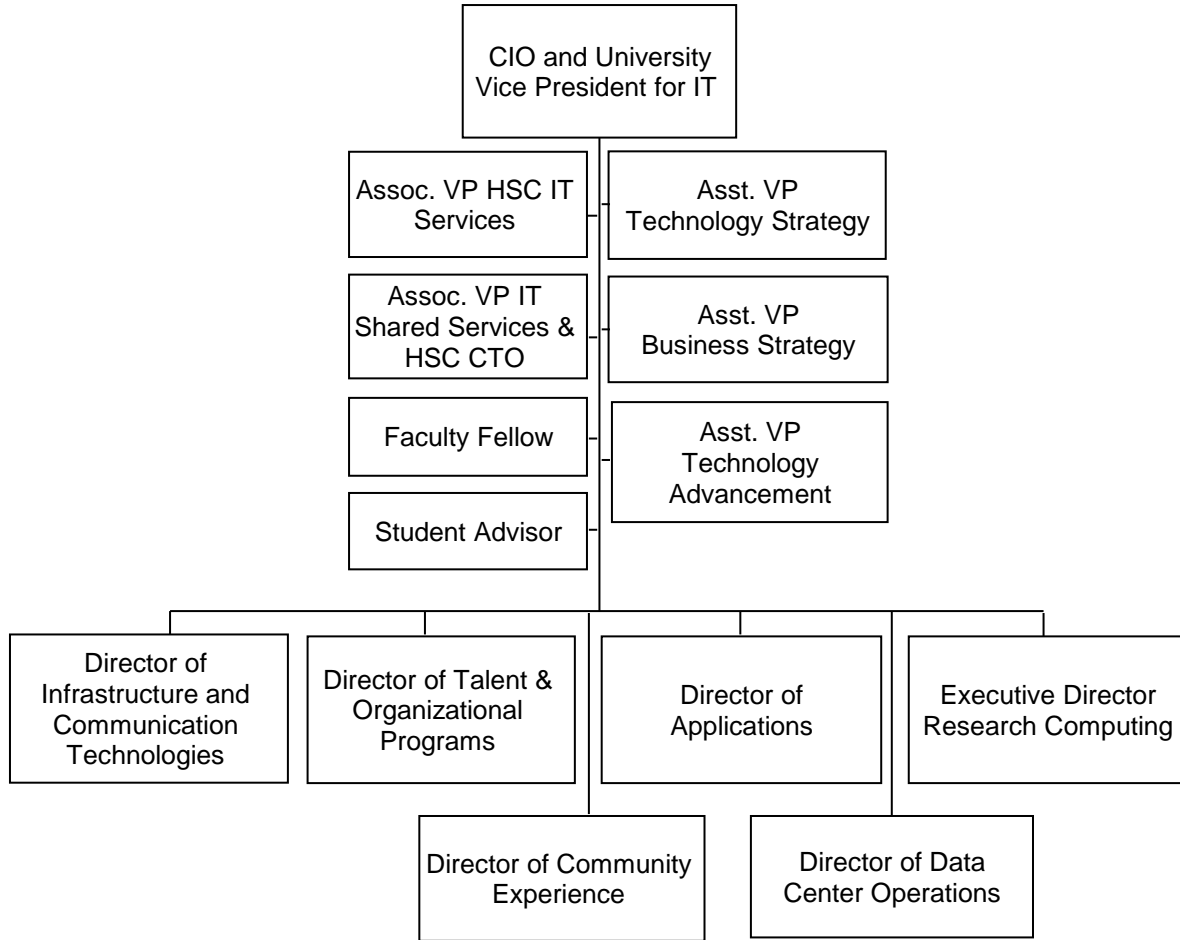 CIO and University
Vice President for IT
Assoc. VP HSC IT
Services
Asst. VP
Technology Strategy
Assoc. VP IT
Shared Services &
HSC CTO
Asst. VP
Business Strategy
Faculty Fellow
Asst. VP
Technology
Advancement
Student Advisor
Director of
Infrastructure and
Communication
Technologies
Director of Talent &
Organizational
Programs
Director of
Applications
Executive Director
Research Computing
Director of Community
Experience
Director of Data
Center Operations